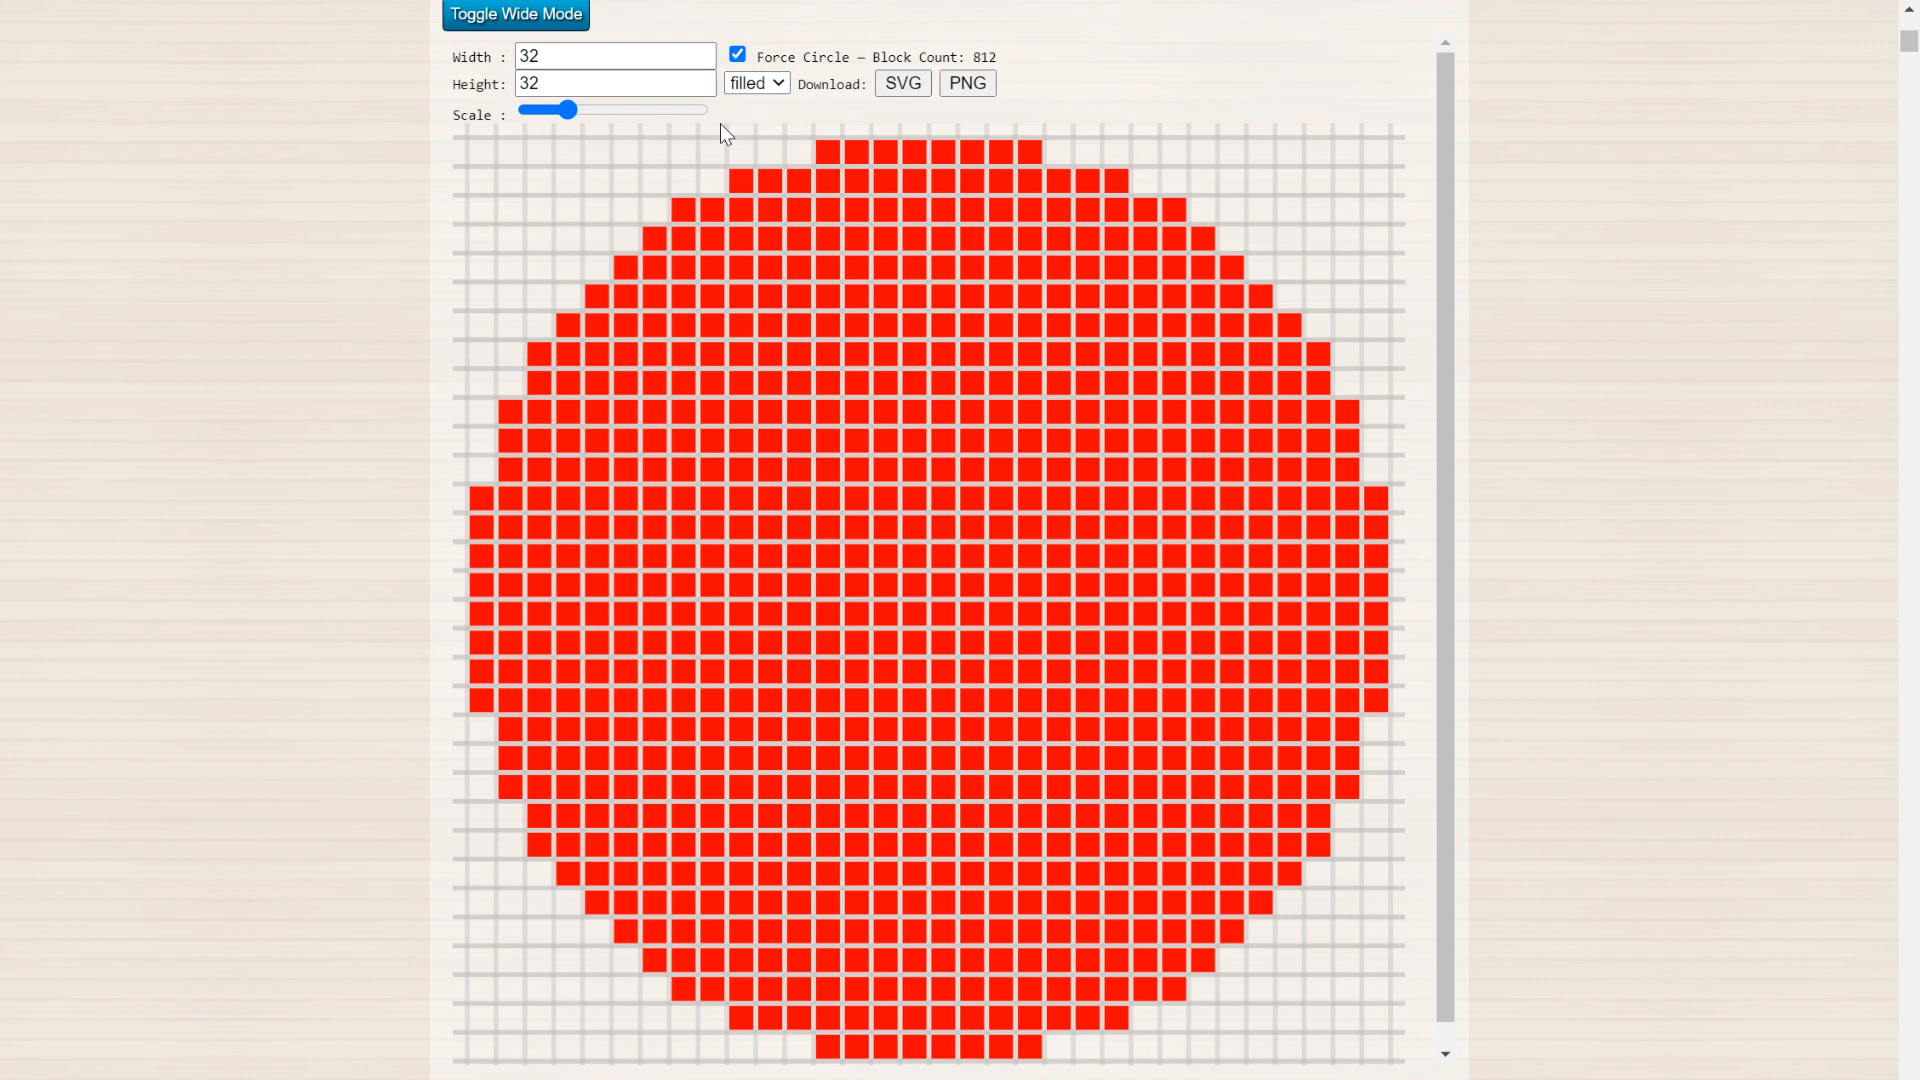 Toggle Wide Mode
Width : 32 Force Circle – Block Count: 812
Height: 32 filled Download: SVG PNG
Scale :